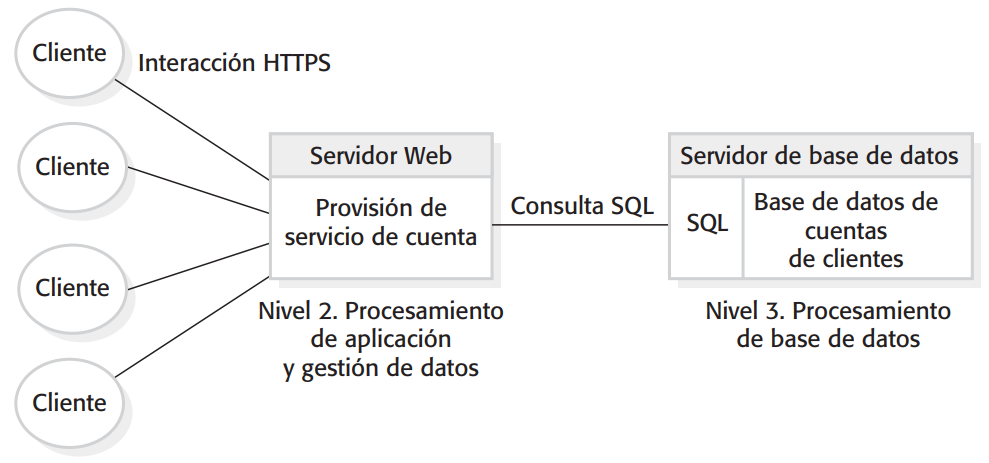 Cliente
Interacción HTTPS
Cliente
Cliente
Cliente
Servidor Web
Provisión de
servicio de cuenta
Nivel 2. Procesamiento
de aplicación
y gestión de datos
Consulta SQL
Servidor de base de datos
SQL
Base de datos de
cuentas
de clientes
Nivel 3. Procesamiento
de base de datos